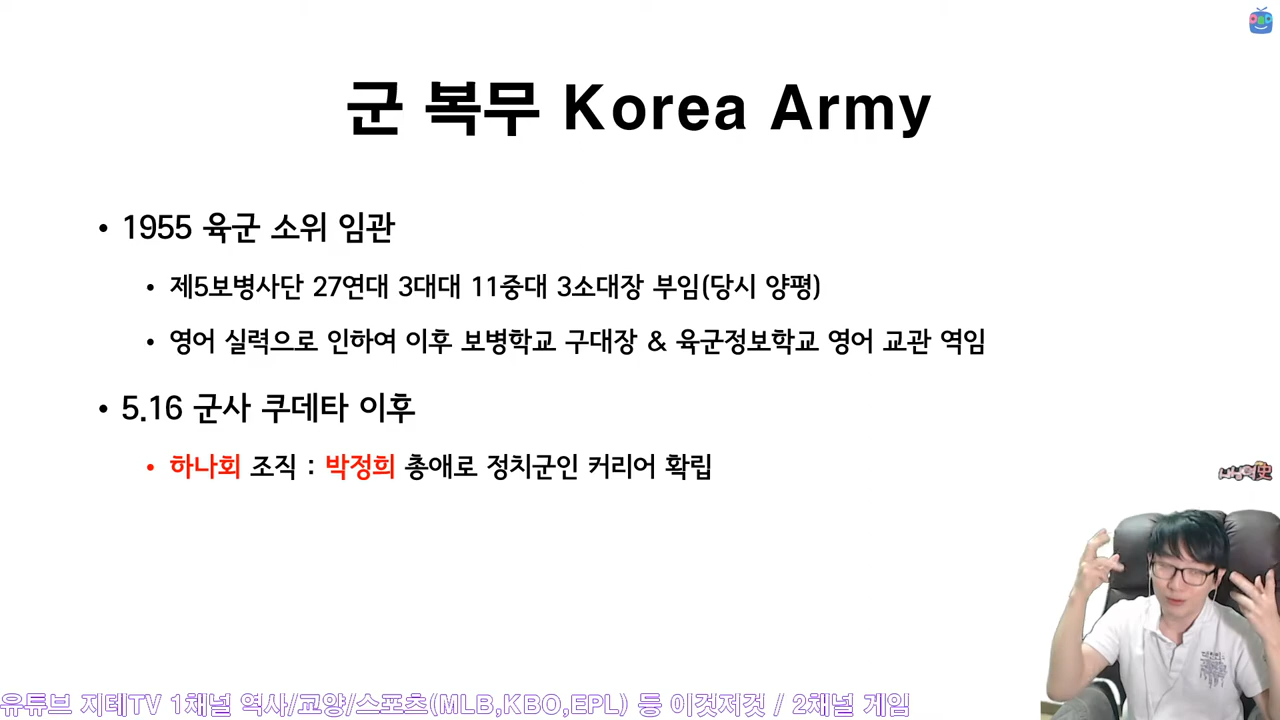 군 복무 Korea Army
• 1955 육군 소위 임관
• 제5보병사단 27연대 3대대 11중대 3소대장 부임(당시 양평)
• 영어 실력으로 인하여 이후 보병학교 구대장 & 육군정보학교 영어 교관 역임
• 5.16 군사 쿠데타 이후
• 하나회 조직 : 박정희 총애로 정치군인 커리어 확립
유튜브 지테TV 1채널 역사/교양/스포츠(MLB,KBO,EPL) 등 이것저것 / 2채널 게임